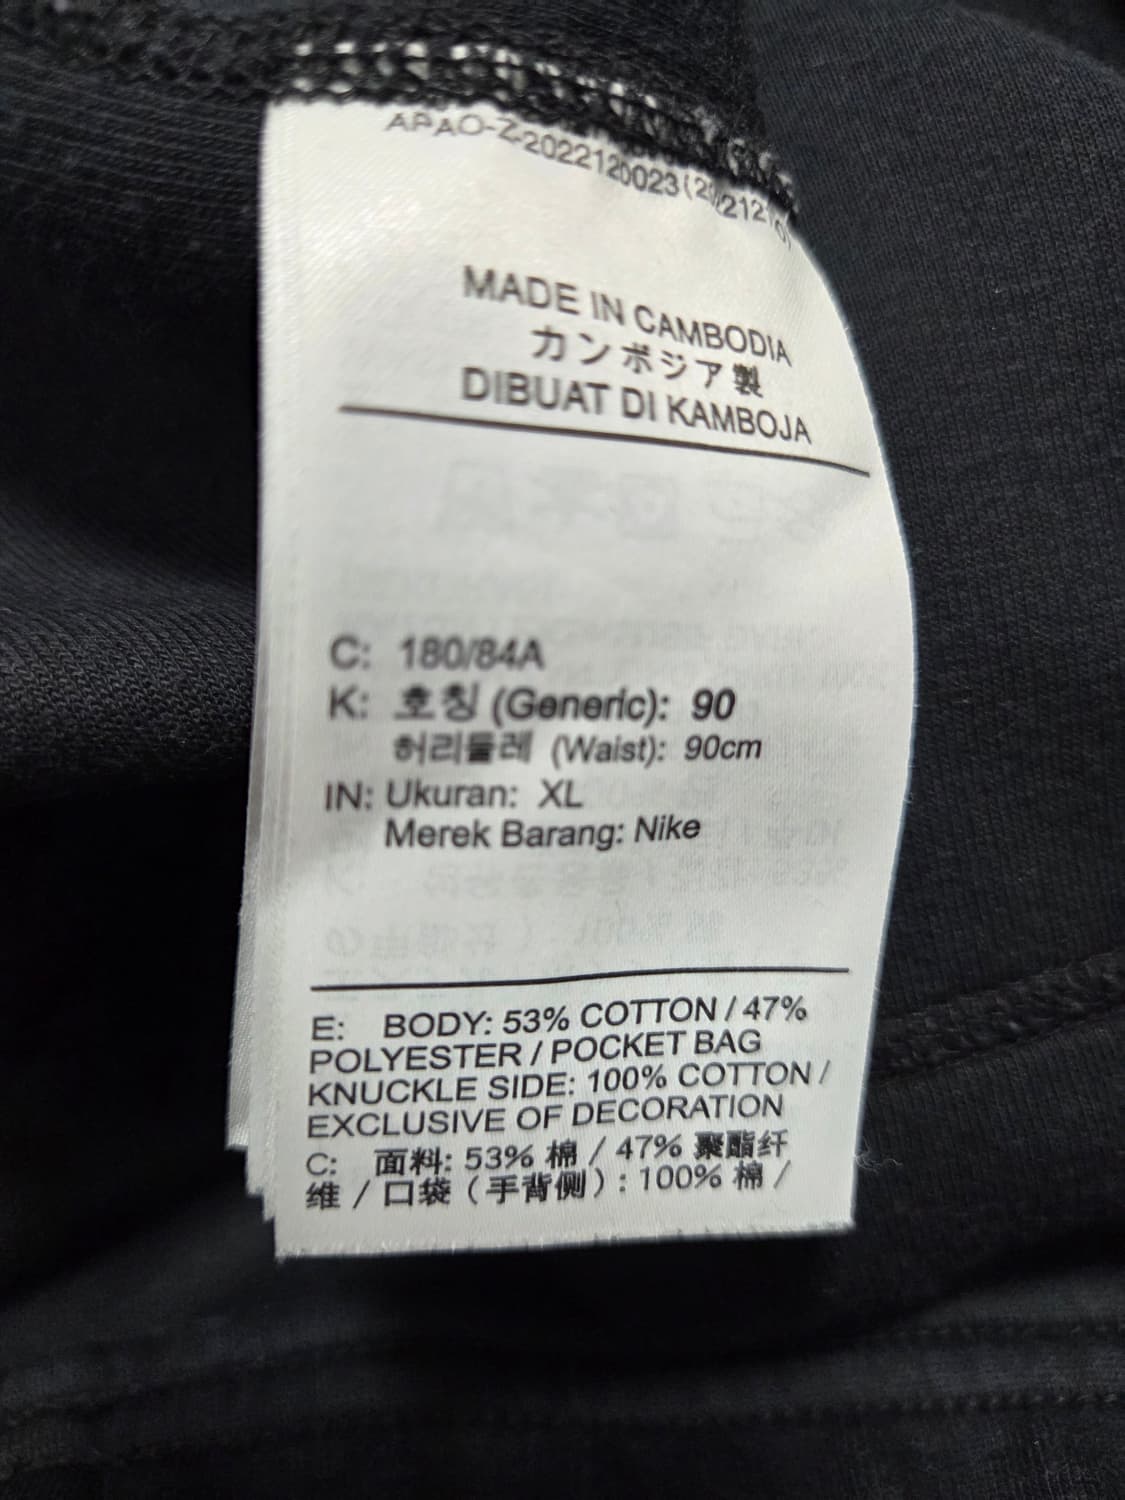 APAO-Z-2022120023
MADE IN CAMBODIA
カンボジア製
DIBUAT DI KAMBOJA
C: 180/84A
K: 호칭 (Generic): 90
허리둘레 (Waist): 90cm
IN: Ukuran: XL
Merek Barang: Nike
E: BODY: 53% COTTON / 47%
POLYESTER / POCKET BAG
KNUCKLE SIDE: 100% COTTON /
EXCLUSIVE OF DECORATION
C: 面料: 53% 棉 / 47% 聚酯纤
维 / 口袋 (手背侧) : 100% 棉 /